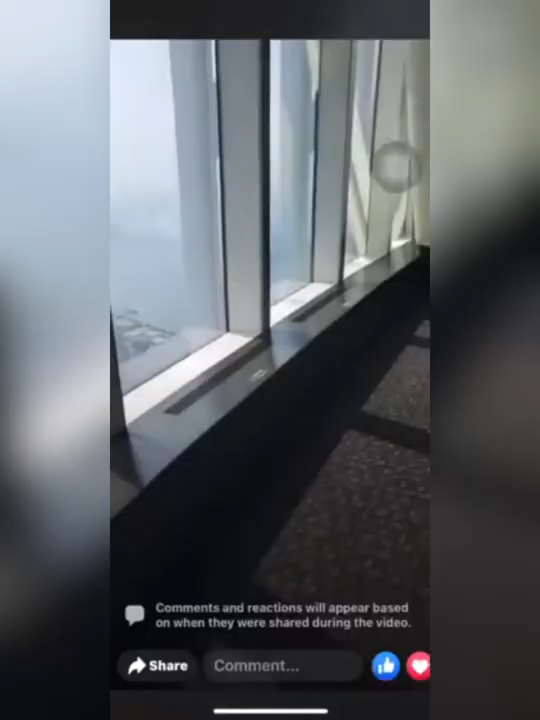 Comments and reactions will appear based
on when they were shared during the video.
Share
Comment...